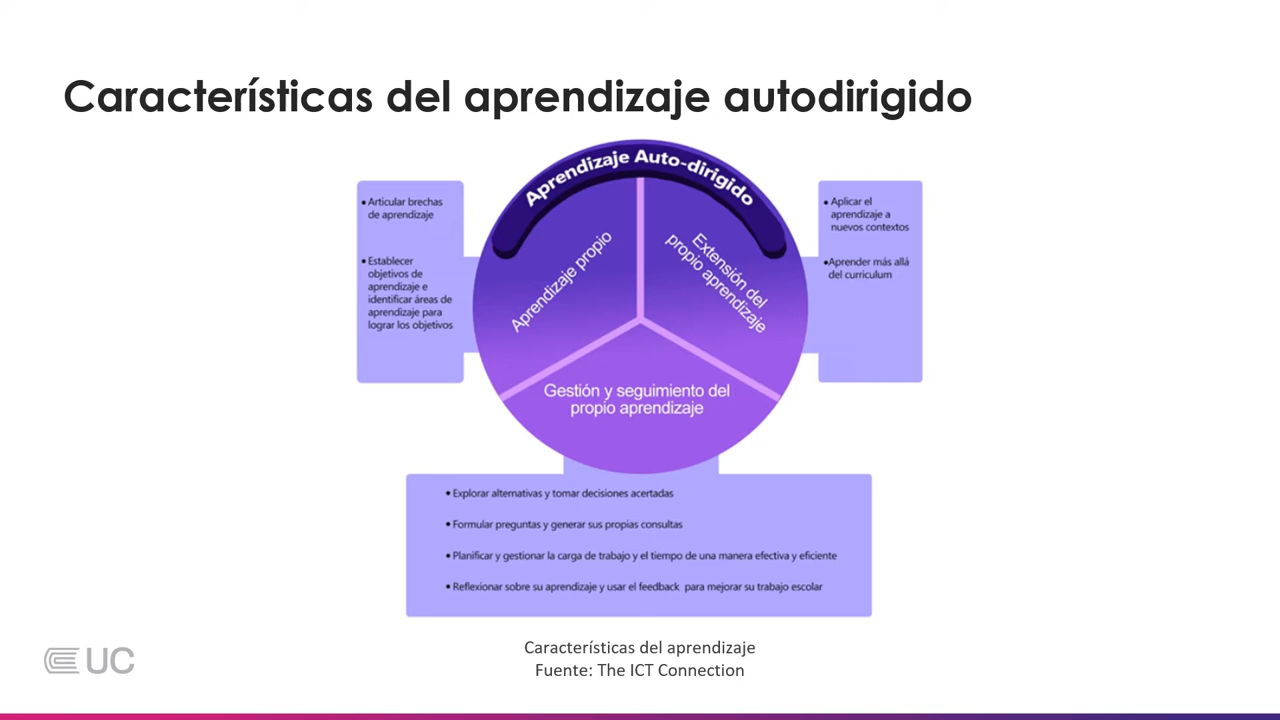 Características del aprendizaje autodirigido
Aprendizaje Auto-dirigido
• Articular brechas
de aprendizaje
• Establecer
objetivos de
aprendizaje e
identificar áreas de
aprendizaje para
lograr los objetivos
Aprendizaje propio
Extensión del
propio aprendizaje
• Aplicar el
aprendizaje a
nuevos contextos
•Aprender más allá
del curriculum
Gestión y seguimiento del
propio aprendizaje
• Explorar alternativas y tomar decisiones acertadas
• Formular preguntas y generar sus propias consultas
• Planificar y gestionar la carga de trabajo y el tiempo de una manera efectiva y eficiente
• Reflexionar sobre su aprendizaje y usar el feedback para mejorar su trabajo escolar
Características del aprendizaje
Fuente: The ICT Connection
UC